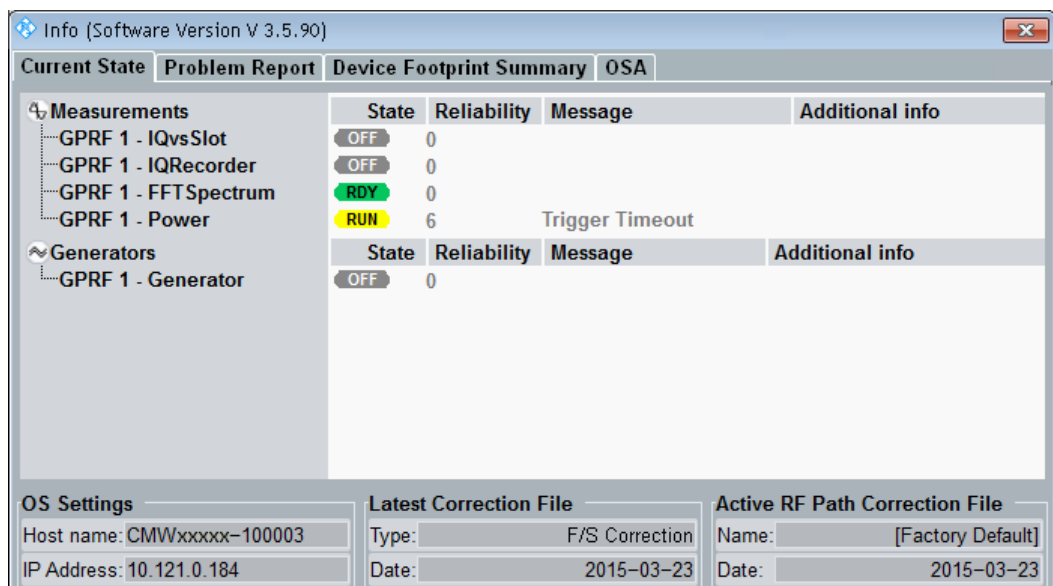 Info (Software Version V 3.5.90)
Current State Problem Report Device Footprint Summary OSA
Measurements State Reliability Message Additional info
GPRF 1 - IQvsSlot OFF 0
GPRF 1 - IQRecorder OFF 0
GPRF 1 - FFTSpectrum RDY 0
GPRF 1 - Power RUN 6 Trigger Timeout
Generators State Reliability Message Additional info
GPRF 1 - Generator OFF 0
OS Settings Latest Correction File Active RF Path Correction File
Host name: CMWxxxxx-100003 Type: F/S Correction Name: [Factory Default]
IP Address: 10.121.0.184 Date: 2015-03-23 Date: 2015-03-23